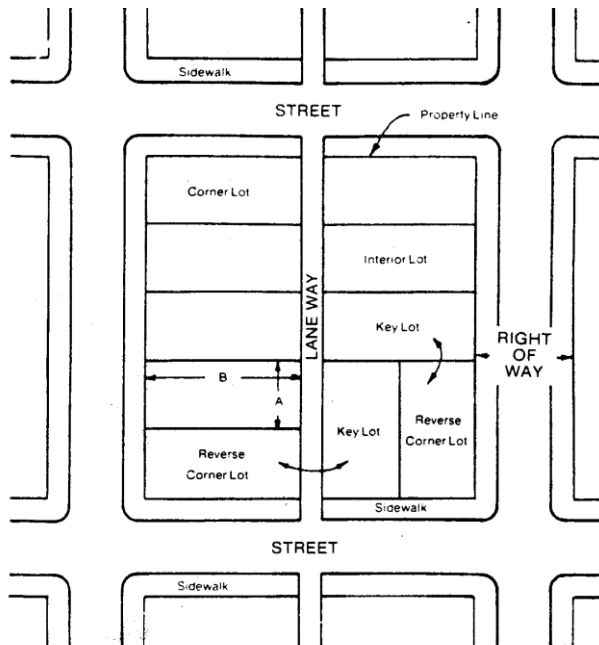 Sidewalk
STREET
Property Line
Corner Lot
Interior Lot
LANE WAY
Key Lot
RIGHT
OF
WAY
B
A
Key Lot
Reverse
Corner Lot
Reverse
Corner Lot
Sidewalk
STREET
Sidewalk